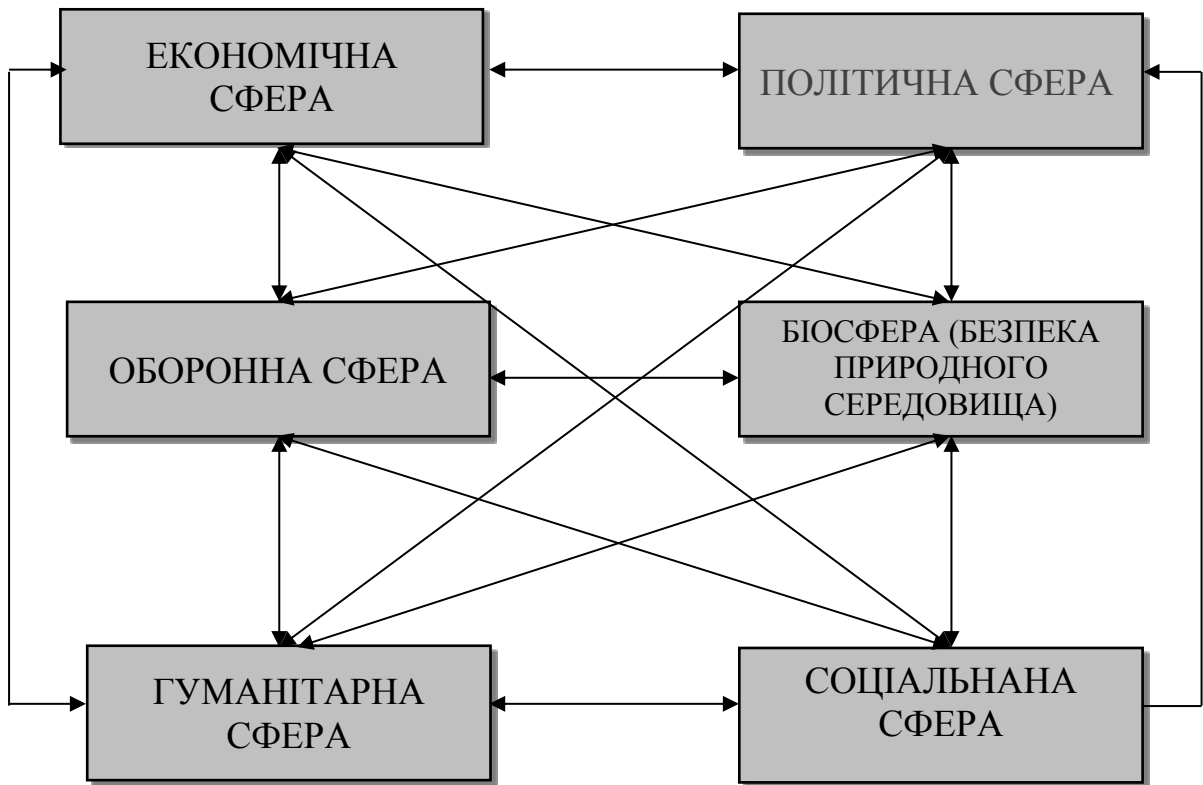 ЕКОНОМІЧНА
СФЕРА
ПОЛІТИЧНА СФЕРА
ОБОРОННА СФЕРА
БІОСФЕРА (БЕЗПЕКА
ПРИРОДНОГО
СЕРЕДОВИЩА)
ГУМАНІТАРНА
СФЕРА
СОЦІАЛЬНАНА
СФЕРА